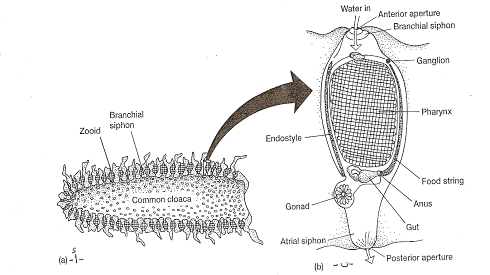 Water in
Anterior aperture
Branchial siphon
Ganglion
Pharynx
Endostyle
Food string
Anus
Gut
Gonad
Atrial siphon
Posterior aperture
(b) -ب-
Branchial
siphon
Zooid
Common cloaca
(a) -أ-